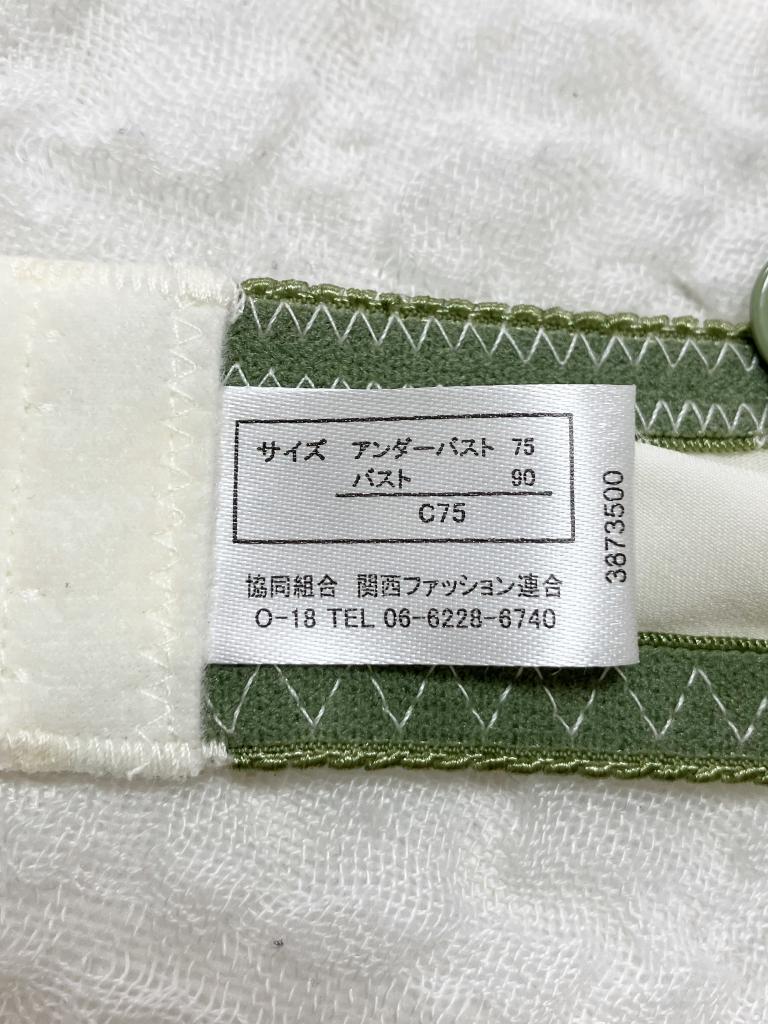 サイズ アンダーバスト 75
バスト 90
C75
協同組合 関西ファッション連合
O-18 TEL 06-6228-6740
3873500